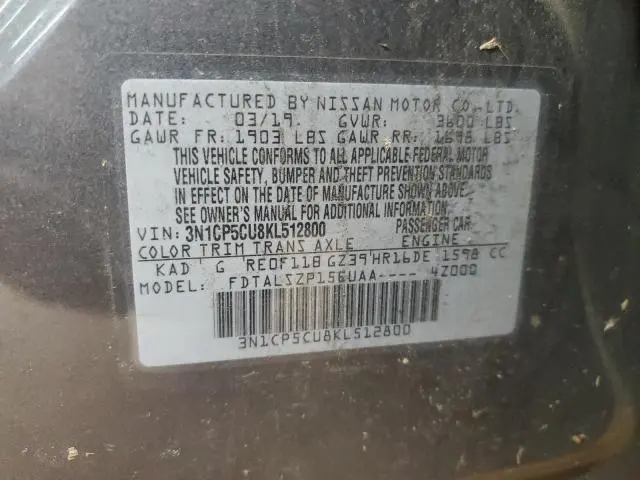 MANUFACTURED BY NISSAN MOTOR CO., LTD.
DATE: 03/19. GVWR: 3600 LBS
GAWR FR: 1903 LBS GAWR RR: 1698 LBS
THIS VEHICLE CONFORMS TO ALL APPLICABLE FEDERAL MOTOR
VEHICLE SAFETY, BUMPER AND THEFT PREVENTION STANDARDS
IN EFFECT ON THE DATE OF MANUFACTURE SHOWN ABOVE.
SEE OWNER'S MANUAL FOR ADDITIONAL INFORMATION.
VIN: 3N1CP5CU8KL512800 PASSENGER CAR
COLOR TRIM TRANS AXLE ENGINE
KAD G RE0F11B GZ39 HR16DE 1598 CC
MODEL: FDTALSZP15EUAA---- 4Z000
3N1CP5CU8KL512800